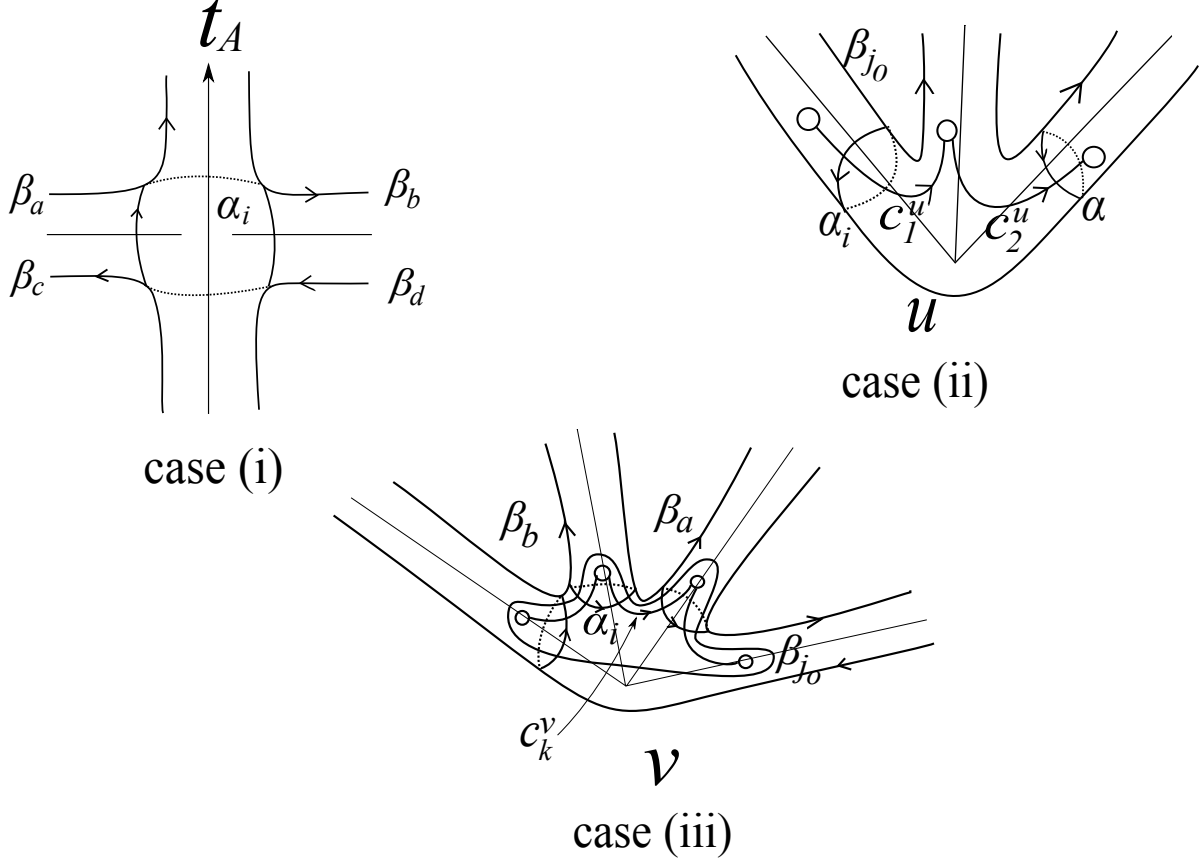 t_A
β_a
α_i
β_b
β_c
β_d
case (i)
β_{j_0}
α_i
c_1^u
c_2^u
α
u
case (ii)
β_b
β_a
α_i
β_{j_0}
c_k^v
v
case (iii)